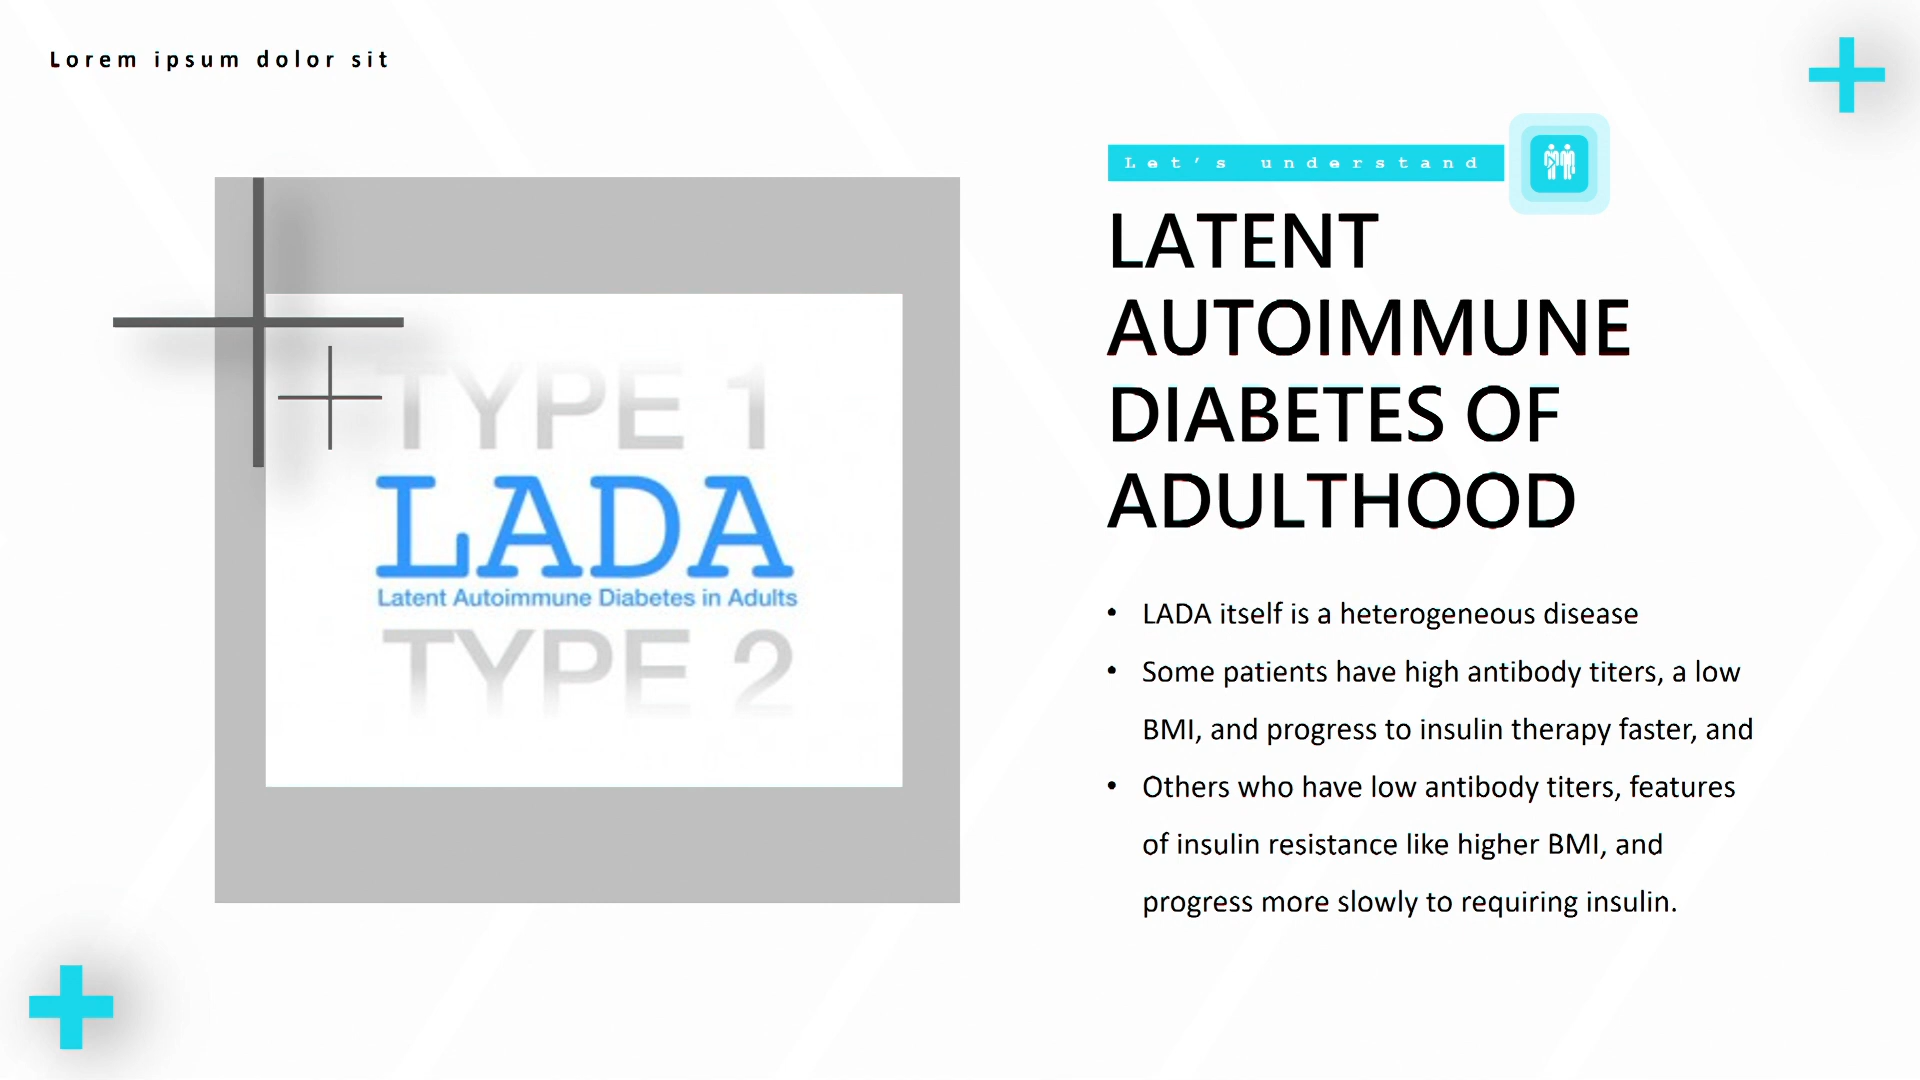 Lorem ipsum dolor sit
TYPE 1
LADA
Latent Autoimmune Diabetes in Adults
TYPE 2
Let's understand
LATENT
AUTOIMMUNE
DIABETES OF
ADULTHOOD
• LADA itself is a heterogeneous disease
• Some patients have high antibody titers, a low
BMI, and progress to insulin therapy faster, and
• Others who have low antibody titers, features
of insulin resistance like higher BMI, and
progress more slowly to requiring insulin.